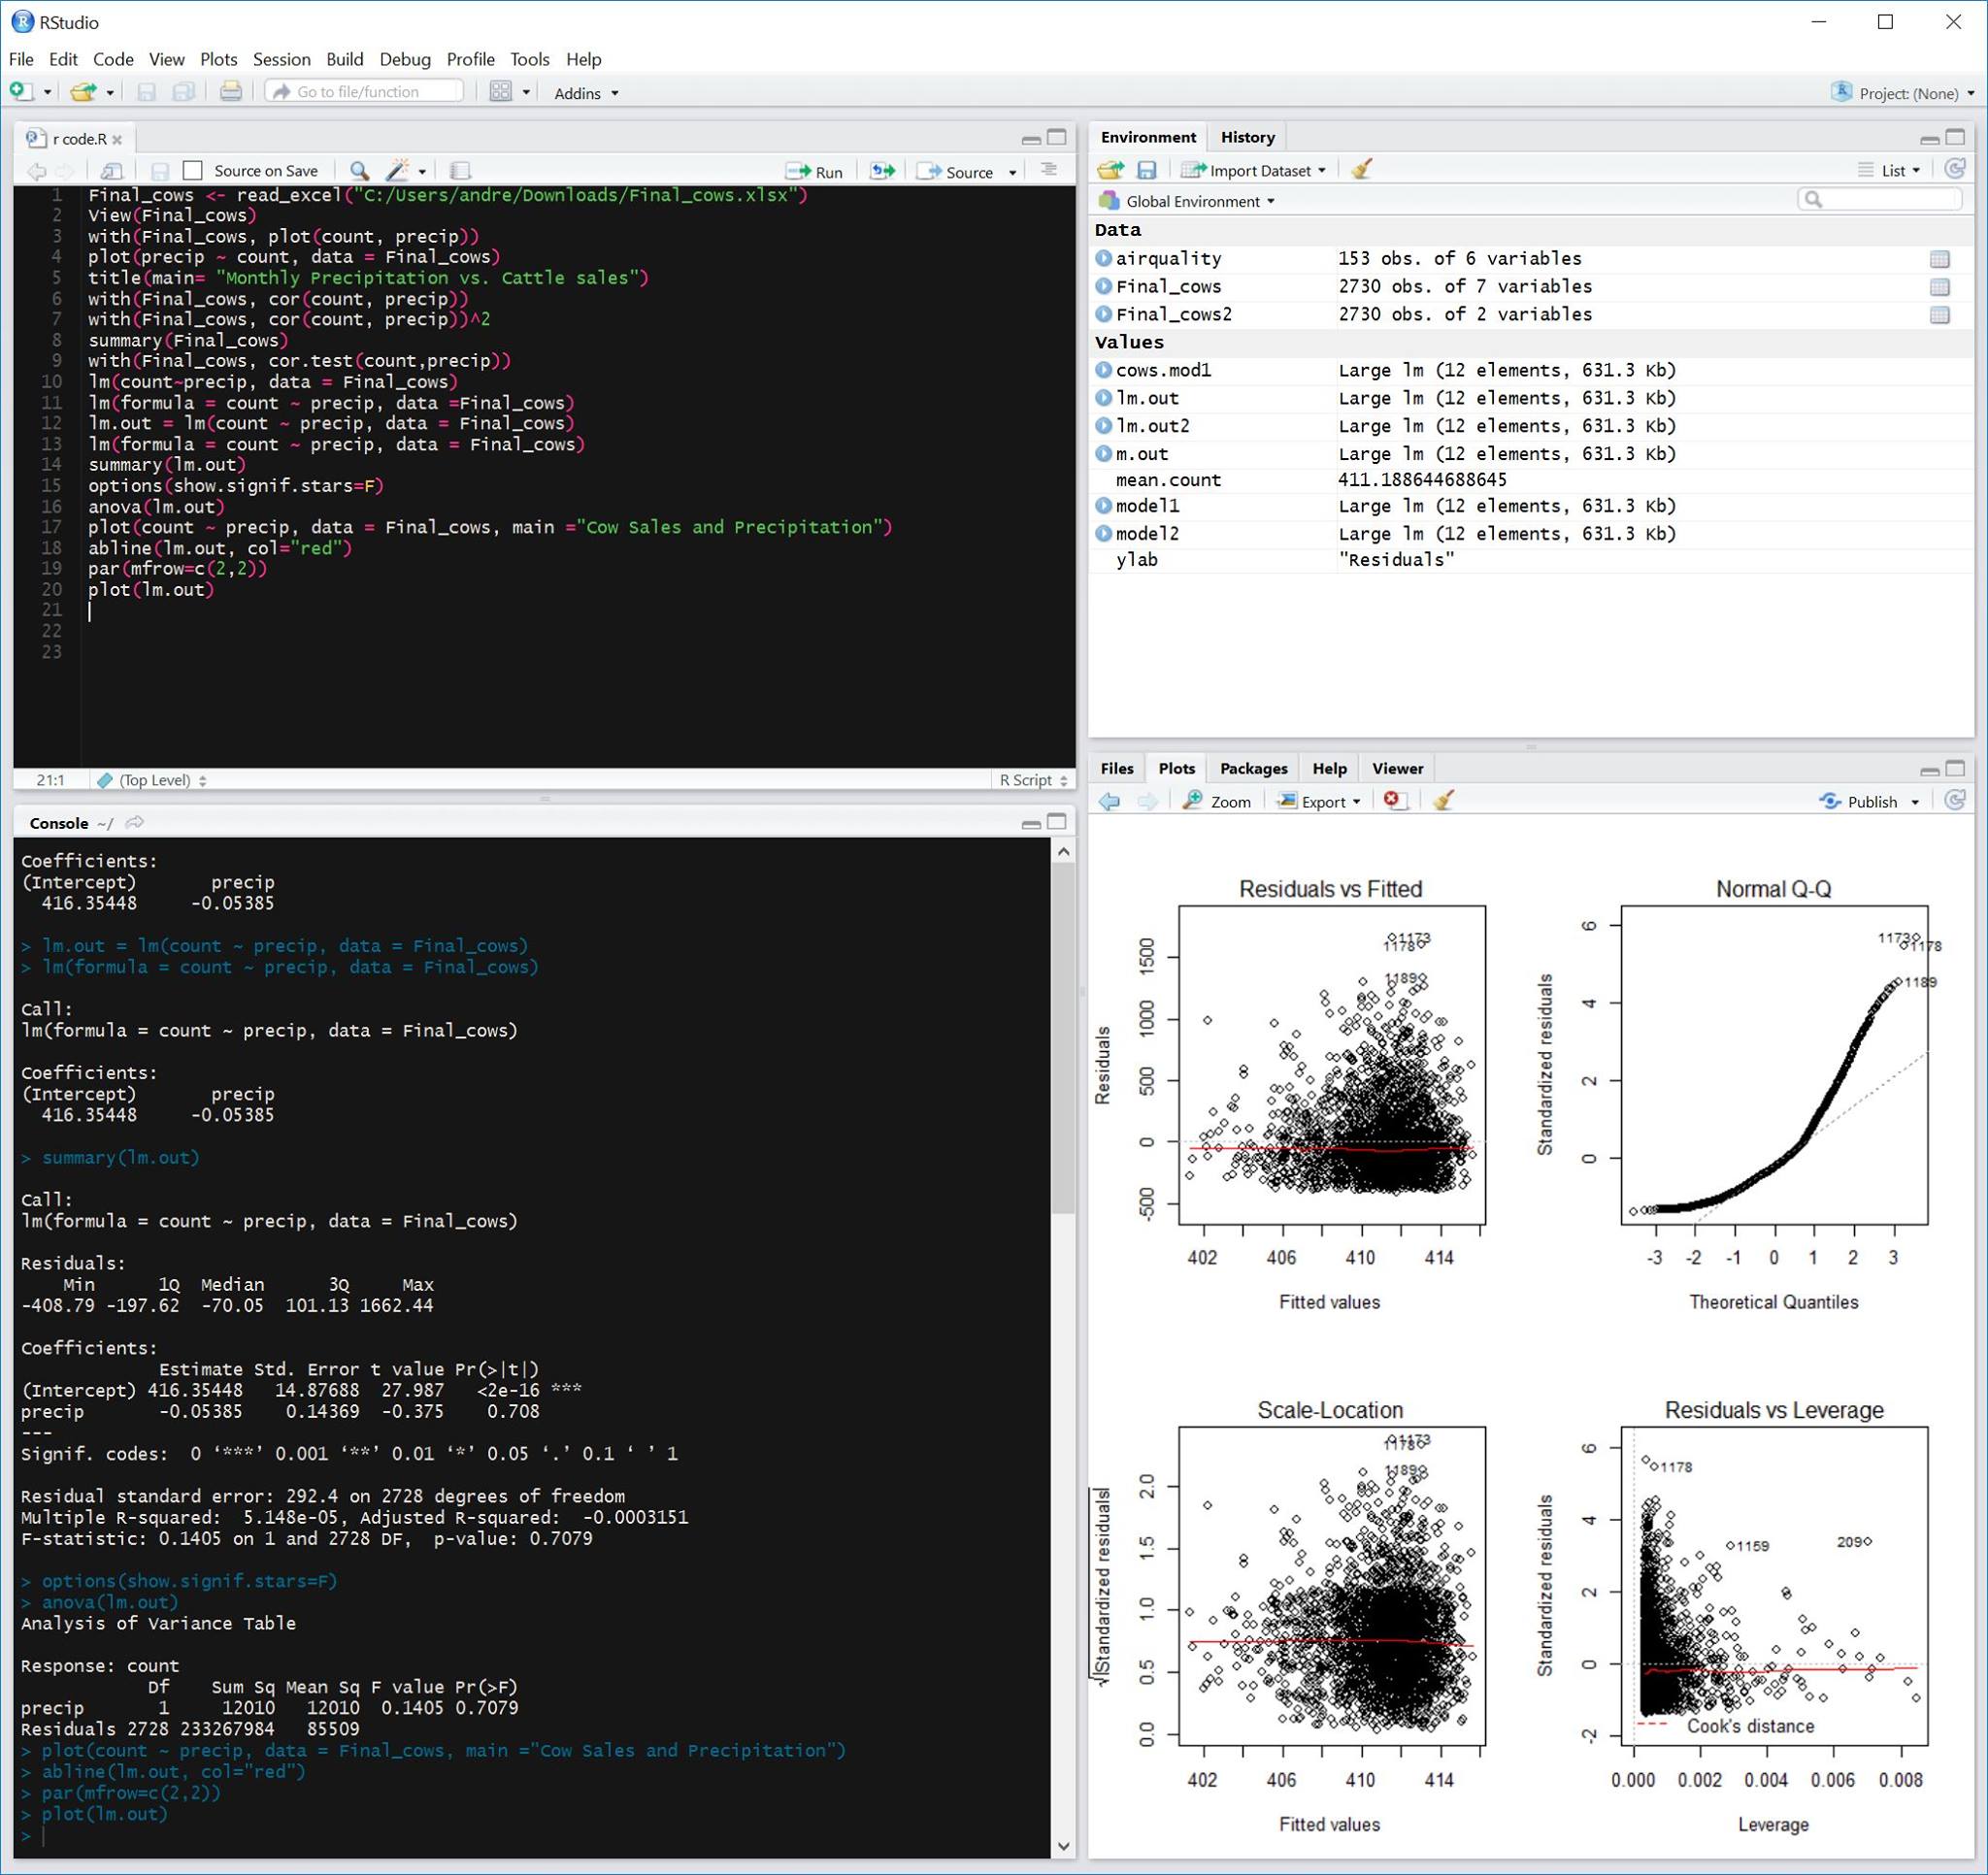 RStudio
File Edit Code View Plots Session Build Debug Profile Tools Help
Go to file/function Addins Project: (None)
r code.R
Source on Save Run Source
1 Final_cows <- read_excel("C:/Users/andre/Downloads/Final_cows.xlsx")
2 View(Final_cows)
3 with(Final_cows, plot(count, precip))
4 plot(precip ~ count, data = Final_cows)
5 title(main= "Monthly Precipitation vs. Cattle sales")
6 with(Final_cows, cor(count, precip))
7 with(Final_cows, cor(count, precip))^2
8 summary(Final_cows)
9 with(Final_cows, cor.test(count,precip))
10 lm(count~precip, data = Final_cows)
11 lm(formula = count ~ precip, data =Final_cows)
12 lm.out = lm(count ~ precip, data = Final_cows)
13 lm(formula = count ~ precip, data = Final_cows)
14 summary(lm.out)
15 options(show.signif.stars=F)
16 anova(lm.out)
17 plot(count ~ precip, data = Final_cows, main ="Cow Sales and Precipitation")
18 abline(lm.out, col="red")
19 par(mfrow=c(2,2))
20 plot(lm.out)
21
22
23
21:1 (Top Level) R Script
Console ~/
Coefficients:
(Intercept) precip
416.35448 -0.05385
> lm.out = lm(count ~ precip, data = Final_cows)
> lm(formula = count ~ precip, data = Final_cows)
Call:
lm(formula = count ~ precip, data = Final_cows)
Coefficients:
(Intercept) precip
416.35448 -0.05385
> summary(lm.out)
Call:
lm(formula = count ~ precip, data = Final_cows)
Residuals:
Min 1Q Median 3Q Max
-408.79 -197.62 -70.05 101.13 1662.44
Coefficients:
Estimate Std. Error t value Pr(>|t|)
(Intercept) 416.35448 14.87688 27.987 <2e-16 ***
precip -0.05385 0.14369 -0.375 0.708
---
Signif. codes: 0 ‘***’ 0.001 ‘**’ 0.01 ‘*’ 0.05 ‘.’ 0.1 ‘ ’ 1
Residual standard error: 292.4 on 2728 degrees of freedom
Multiple R-squared: 5.148e-05, Adjusted R-squared: -0.0003151
F-statistic: 0.1405 on 1 and 2728 DF, p-value: 0.7079
> options(show.signif.stars=F)
> anova(lm.out)
Analysis of Variance Table
Response: count
Df Sum Sq Mean Sq F value Pr(>F)
precip 1 12010 12010 0.1405 0.7079
Residuals 2728 233267984 85509
> plot(count ~ precip, data = Final_cows, main ="Cow Sales and Precipitation")
> abline(lm.out, col="red")
> par(mfrow=c(2,2))
> plot(lm.out)
>
Environment History
Import Dataset List
Global Environment
Data
airquality 153 obs. of 6 variables
Final_cows 2730 obs. of 7 variables
Final_cows2 2730 obs. of 2 variables
Values
cows.mod1 Large lm (12 elements, 631.3 Kb)
lm.out Large lm (12 elements, 631.3 Kb)
lm.out2 Large lm (12 elements, 631.3 Kb)
m.out Large lm (12 elements, 631.3 Kb)
mean.count 411.188644688645
model1 Large lm (12 elements, 631.3 Kb)
model2 Large lm (12 elements, 631.3 Kb)
ylab "Residuals"
Files Plots Packages Help Viewer
Zoom Export Publish
Residuals vs Fitted
Residuals
1500
1000
500
0
-500
1173
1178
1189
402 406 410 414
Fitted values
Normal Q-Q
Standardized residuals
6
4
2
0
1173
1178
1189
-3 -2 -1 0 1 2 3
Theoretical Quantiles
Scale-Location
√|Standardized residuals|
2.0
1.5
1.0
0.5
0.0
1173
1178
1189
402 406 410 414
Fitted values
Residuals vs Leverage
Standardized residuals
6
4
2
0
-2
1178
1159
209
Cook's distance
0.000 0.002 0.004 0.006 0.008
Leverage